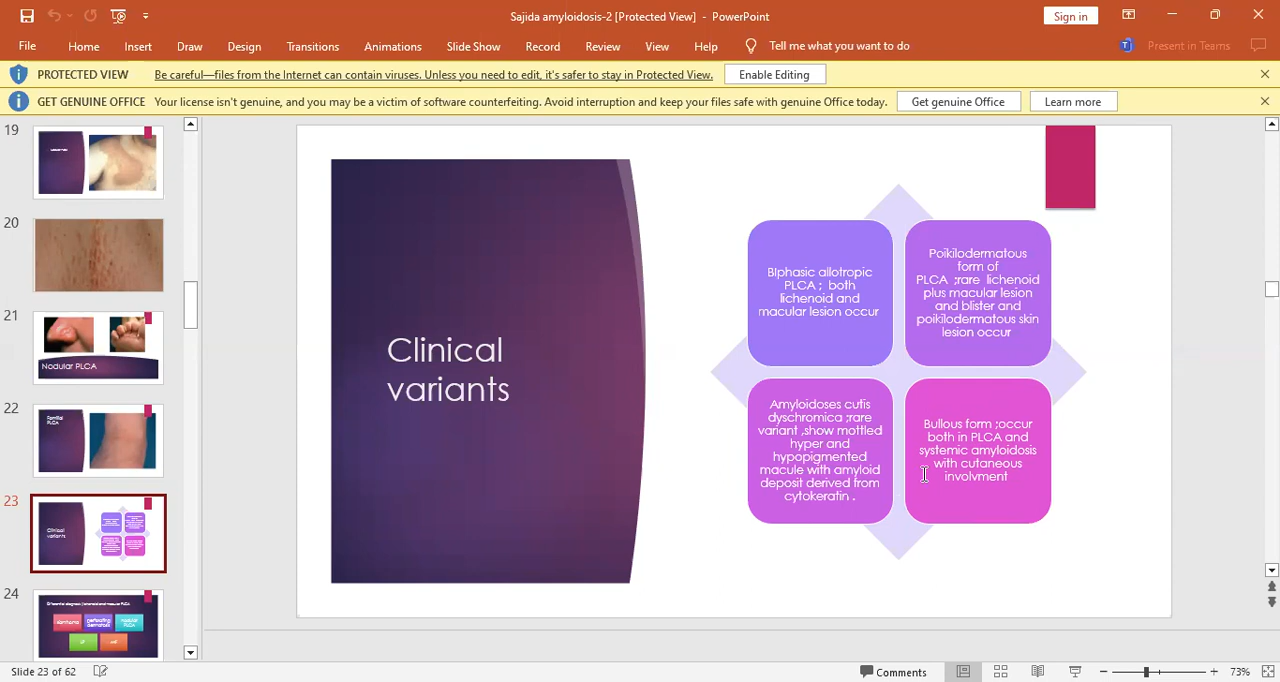 Sajida amyloidosis-2 [Protected View] - PowerPoint
Sign in
File Home Insert Draw Design Transitions Animations Slide Show Record Review View Help Tell me what you want to do
Present in Teams
PROTECTED VIEW Be careful—files from the Internet can contain viruses. Unless you need to edit, it's safer to stay in Protected View. Enable Editing
GET GENUINE OFFICE Your license isn't genuine, and you may be a victim of software counterfeiting. Avoid interruption and keep your files safe with genuine Office today. Get genuine Office Learn more
19
20
21
Nodular PLCA
22
PLCA
23
Clinical
variants
24
Clinical
variants
BIphasic allotropic
PLCA ; both
lichenoid and
macular lesion occur
Poikilodermatous
form of
PLCA ;rare lichenoid
plus macular lesion
and blister and
poikilodermatous skin
lesion occur
Amyloidoses cutis
dyschromica ;rare
variant ,show mottled
hyper and
hypopigmented
macule with amyloid
deposit derived from
cytokeratin .
Bullous form ;occur
both in PLCA and
systemic amyloidosis
with cutaneous
involvment
Slide 23 of 62
Comments
73%